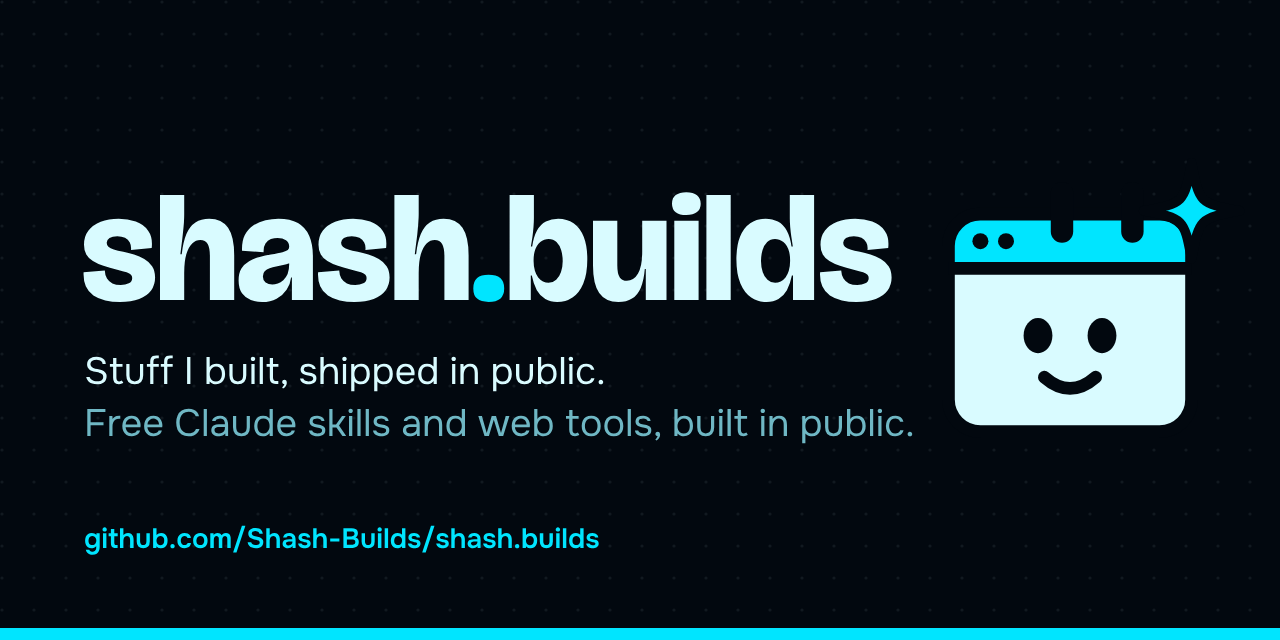 shash.builds
Stuff I built, shipped in public.
Free Claude skills and web tools, built in public.
github.com/Shash-Builds/shash.builds